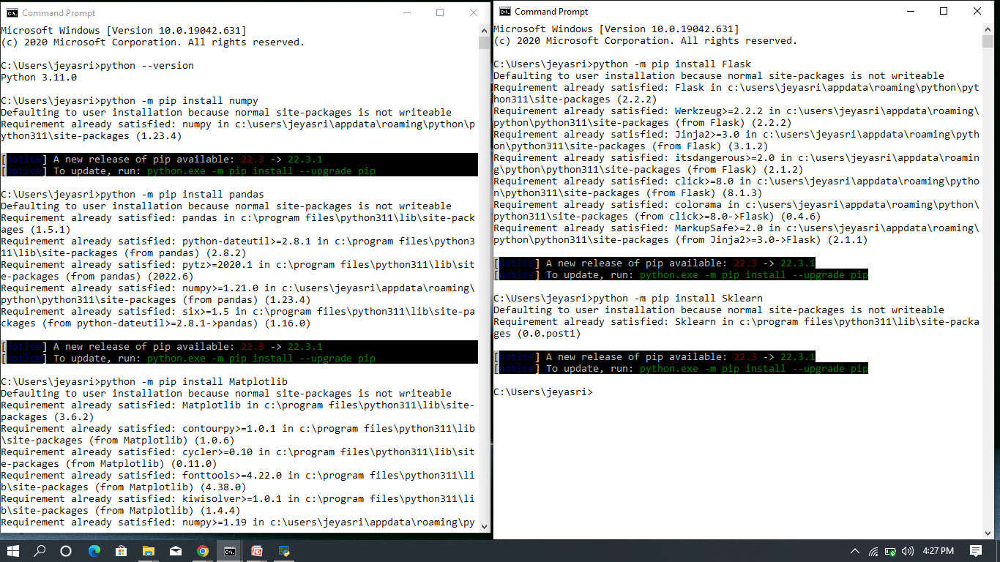 Command Prompt
Microsoft Windows [Version 10.0.19042.631]
(c) 2020 Microsoft Corporation. All rights reserved.
C:\Users\jeyasri>python --version
Python 3.11.0
C:\Users\jeyasri>python -m pip install numpy
Defaulting to user installation because normal site-packages is not writeable
Requirement already satisfied: numpy in c:\users\jeyasri\appdata\roaming\python\p
ython311\site-packages (1.23.4)
[notice] A new release of pip available: 22.3 -> 22.3.1
[notice] To update, run: python.exe -m pip install --upgrade pip
C:\Users\jeyasri>python -m pip install pandas
Defaulting to user installation because normal site-packages is not writeable
Requirement already satisfied: pandas in c:\program files\python311\lib\site-pack
ages (1.5.1)
Requirement already satisfied: python-dateutil>=2.8.1 in c:\program files\python3
11\lib\site-packages (from pandas) (2.8.2)
Requirement already satisfied: pytz>=2020.1 in c:\program files\python311\lib\sit
e-packages (from pandas) (2022.6)
Requirement already satisfied: numpy>=1.21.0 in c:\users\jeyasri\appdata\roaming\
python\python311\site-packages (from pandas) (1.23.4)
Requirement already satisfied: six>=1.5 in c:\program files\python311\lib\site-pa
ckages (from python-dateutil>=2.8.1->pandas) (1.16.0)
[notice] A new release of pip available: 22.3 -> 22.3.1
[notice] To update, run: python.exe -m pip install --upgrade pip
C:\Users\jeyasri>python -m pip install Matplotlib
Defaulting to user installation because normal site-packages is not writeable
Requirement already satisfied: Matplotlib in c:\program files\python311\lib\site-
packages (3.6.2)
Requirement already satisfied: contourpy>=1.0.1 in c:\program files\python311\lib
\site-packages (from Matplotlib) (1.0.6)
Requirement already satisfied: cycler>=0.10 in c:\program files\python311\lib\sit
e-packages (from Matplotlib) (0.11.0)
Requirement already satisfied: fonttools>=4.22.0 in c:\program files\python311\li
b\site-packages (from Matplotlib) (4.38.0)
Requirement already satisfied: kiwisolver>=1.0.1 in c:\program files\python311\li
b\site-packages (from Matplotlib) (1.4.4)
Requirement already satisfied: numpy>=1.19 in c:\users\jeyasri\appdata\roaming\py
Command Prompt
Microsoft Windows [Version 10.0.19042.631]
(c) 2020 Microsoft Corporation. All rights reserved.
C:\Users\jeyasri>python -m pip install Flask
Defaulting to user installation because normal site-packages is not writeable
Requirement already satisfied: Flask in c:\users\jeyasri\appdata\roaming\python\pyt
hon311\site-packages (2.2.2)
Requirement already satisfied: Werkzeug>=2.2.2 in c:\users\jeyasri\appdata\roaming\
python\python311\site-packages (from Flask) (2.2.2)
Requirement already satisfied: Jinja2>=3.0 in c:\users\jeyasri\appdata\roaming\pyth
on\python311\site-packages (from Flask) (3.1.2)
Requirement already satisfied: itsdangerous>=2.0 in c:\users\jeyasri\appdata\roamin
g\python\python311\site-packages (from Flask) (2.1.2)
Requirement already satisfied: click>=8.0 in c:\users\jeyasri\appdata\roaming\pytho
n\python311\site-packages (from Flask) (8.1.3)
Requirement already satisfied: colorama in c:\users\jeyasri\appdata\roaming\python\
python311\site-packages (from click>=8.0->Flask) (0.4.6)
Requirement already satisfied: MarkupSafe>=2.0 in c:\users\jeyasri\appdata\roaming\
python\python311\site-packages (from Jinja2>=3.0->Flask) (2.1.1)
[notice] A new release of pip available: 22.3 -> 22.3.1
[notice] To update, run: python.exe -m pip install --upgrade pip
C:\Users\jeyasri>python -m pip install Sklearn
Defaulting to user installation because normal site-packages is not writeable
Requirement already satisfied: Sklearn in c:\program files\python311\lib\site-packa
ges (0.0.post1)
[notice] A new release of pip available: 22.3 -> 22.3.1
[notice] To update, run: python.exe -m pip install --upgrade pip
C:\Users\jeyasri>
4:27 PM